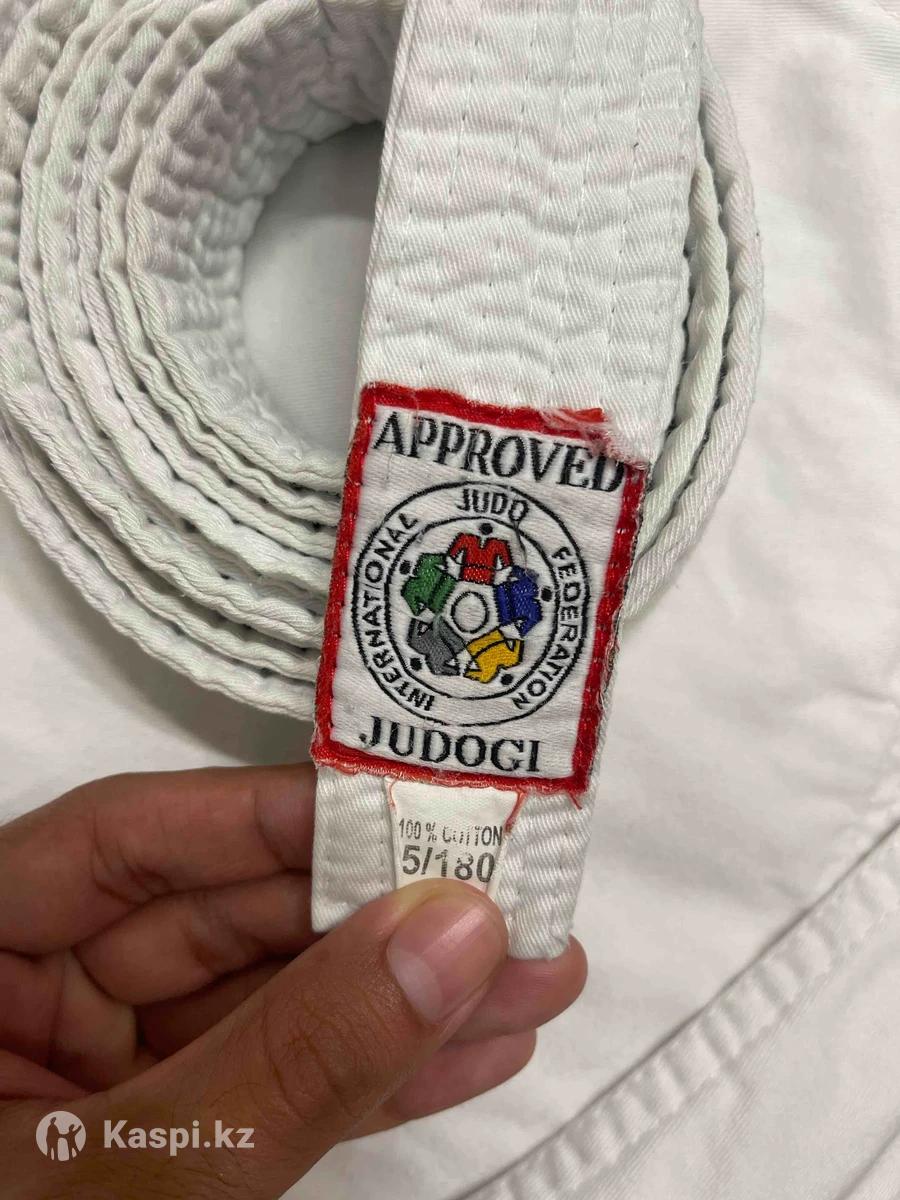 APPROVED
INTERNATIONAL JUDO FEDERATION
JUDOGI
100% COTTON
5/180
Kaspi.kz